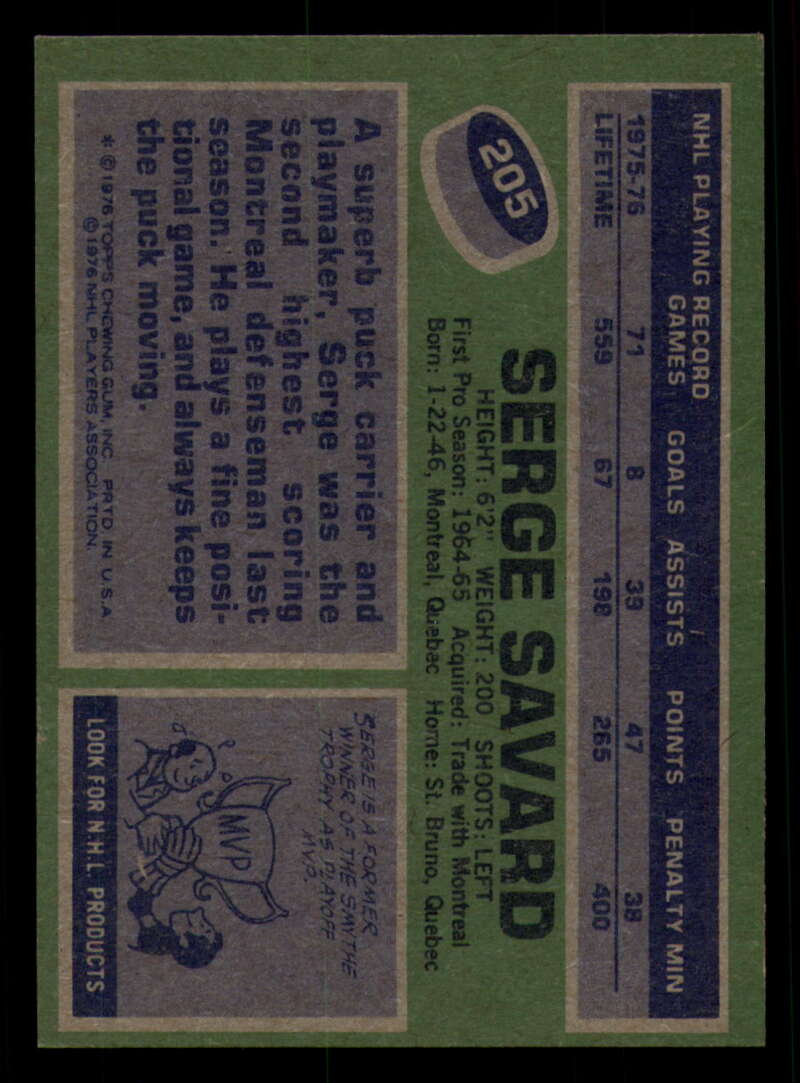 NHL PLAYING RECORD
GAMES GOALS ASSISTS POINTS PENALTY MIN
1975-76 71 8 39 47 38
LIFETIME 559 67 198 265 400
205
SERGE SAVARD
HEIGHT: 6'2" WEIGHT: 200 SHOOTS: LEFT
First Pro Season: 1964-65 Acquired: Trade with Montreal
Born: 1-22-46, Montreal, Quebec Home: St. Bruno, Quebec
A superb puck carrier and
playmaker, Serge was the
second highest scoring
Montreal defenseman last
season. He plays a fine posi-
tional game, and always keeps
the puck moving.
* © 1976 TOPPS CHEWING GUM, INC. PRTD. IN U.S.A
© 1976 NHL PLAYERS ASSOCIATION.
SERGE IS A FORMER
WINNER OF THE SMYTHE
TROPHY AS PLAYOFF
MVP.
MVP
LOOK FOR N.H.L. PRODUCTS